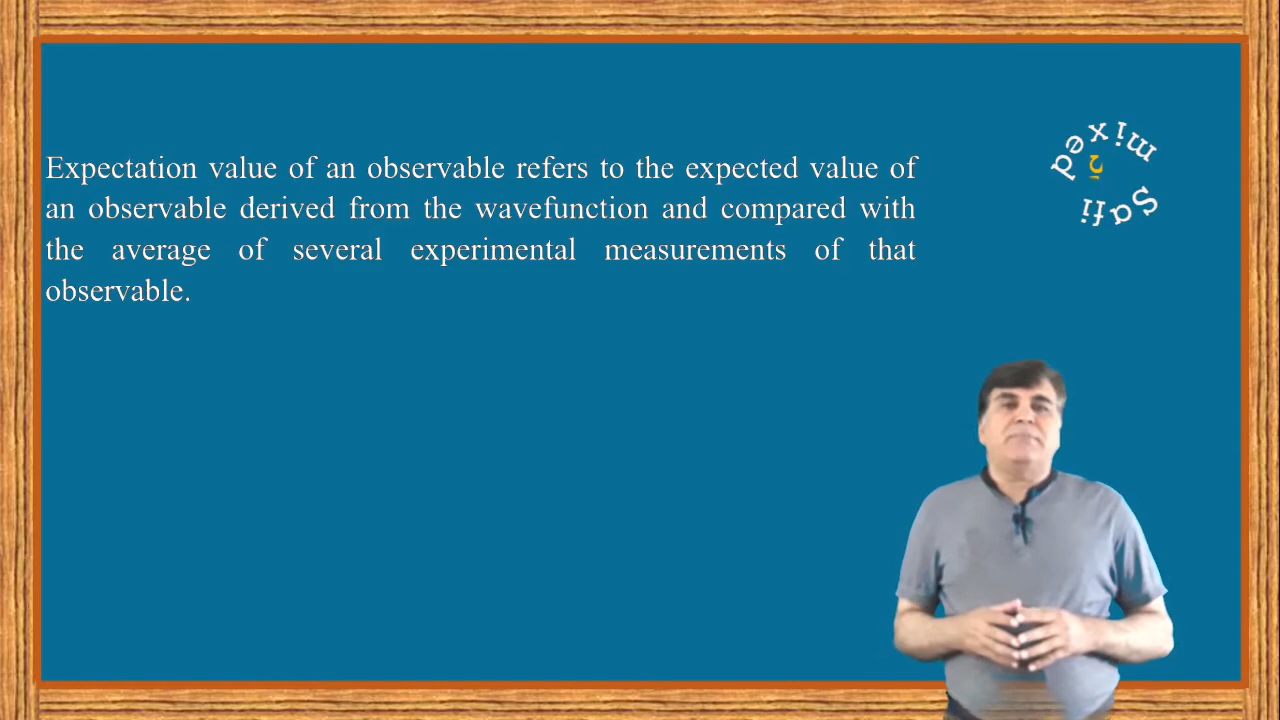 Expectation value of an observable refers to the expected value of
an observable derived from the wavefunction and compared with
the average of several experimental measurements of that
observable.
Safi
mixed